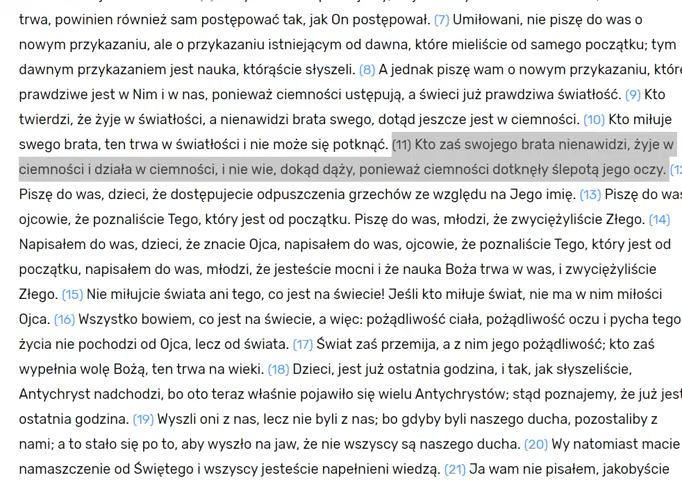 trwa, powinien również sam postępować tak, jak On postępował. (7) Umiłowani, nie piszę do was o
nowym przykazaniu, ale o przykazaniu istniejącym od dawna, które mieliście od samego początku; tym
dawnym przykazaniem jest nauka, którąście słyszeli. (8) A jednak piszę wam o nowym przykazaniu, które
prawdziwe jest w Nim i w nas, ponieważ ciemności ustępują, a świeci już prawdziwa światłość. (9) Kto
twierdzi, że żyje w światłości, a nienawidzi brata swego, dotąd jeszcze jest w ciemności. (10) Kto miłuje
swego brata, ten trwa w światłości i nie może się potknąć. (11) Kto zaś swojego brata nienawidzi, żyje w
ciemności i działa w ciemności, i nie wie, dokąd dąży, ponieważ ciemności dotknęły ślepotą jego oczy. (12
Piszę do was, dzieci, że dostępujecie odpuszczenia grzechów ze względu na Jego imię. (13) Piszę do was,
ojcowie, że poznaliście Tego, który jest od początku. Piszę do was, młodzi, że zwyciężyliście Złego. (14)
Napisałem do was, dzieci, że znacie Ojca, napisałem do was, ojcowie, że poznaliście Tego, który jest od
początku, napisałem do was, młodzi, że jesteście mocni i że nauka Boża trwa w was, i zwyciężyliście
Złego. (15) Nie miłujcie świata ani tego, co jest na świecie! Jeśli kto miłuje świat, nie ma w nim miłości
Ojca. (16) Wszystko bowiem, co jest na świecie, a więc: pożądliwość ciała, pożądliwość oczu i pycha tego
życia nie pochodzi od Ojca, lecz od świata. (17) Świat zaś przemija, a z nim jego pożądliwość; kto zaś
wypełnia wolę Bożą, ten trwa na wieki. (18) Dzieci, jest już ostatnia godzina, i tak, jak słyszeliście,
Antychryst nadchodzi, bo oto teraz właśnie pojawiło się wielu Antychrystów; stąd poznajemy, że już jest
ostatnia godzina. (19) Wyszli oni z nas, lecz nie byli z nas; bo gdyby byli naszego ducha, pozostaliby z
nami; a to stało się po to, aby wyszło na jaw, że nie wszyscy są naszego ducha. (20) Wy natomiast macie
namaszczenie od Świętego i wszyscy jesteście napełnieni wiedzą. (21) Ja wam nie pisałem, jakobyście